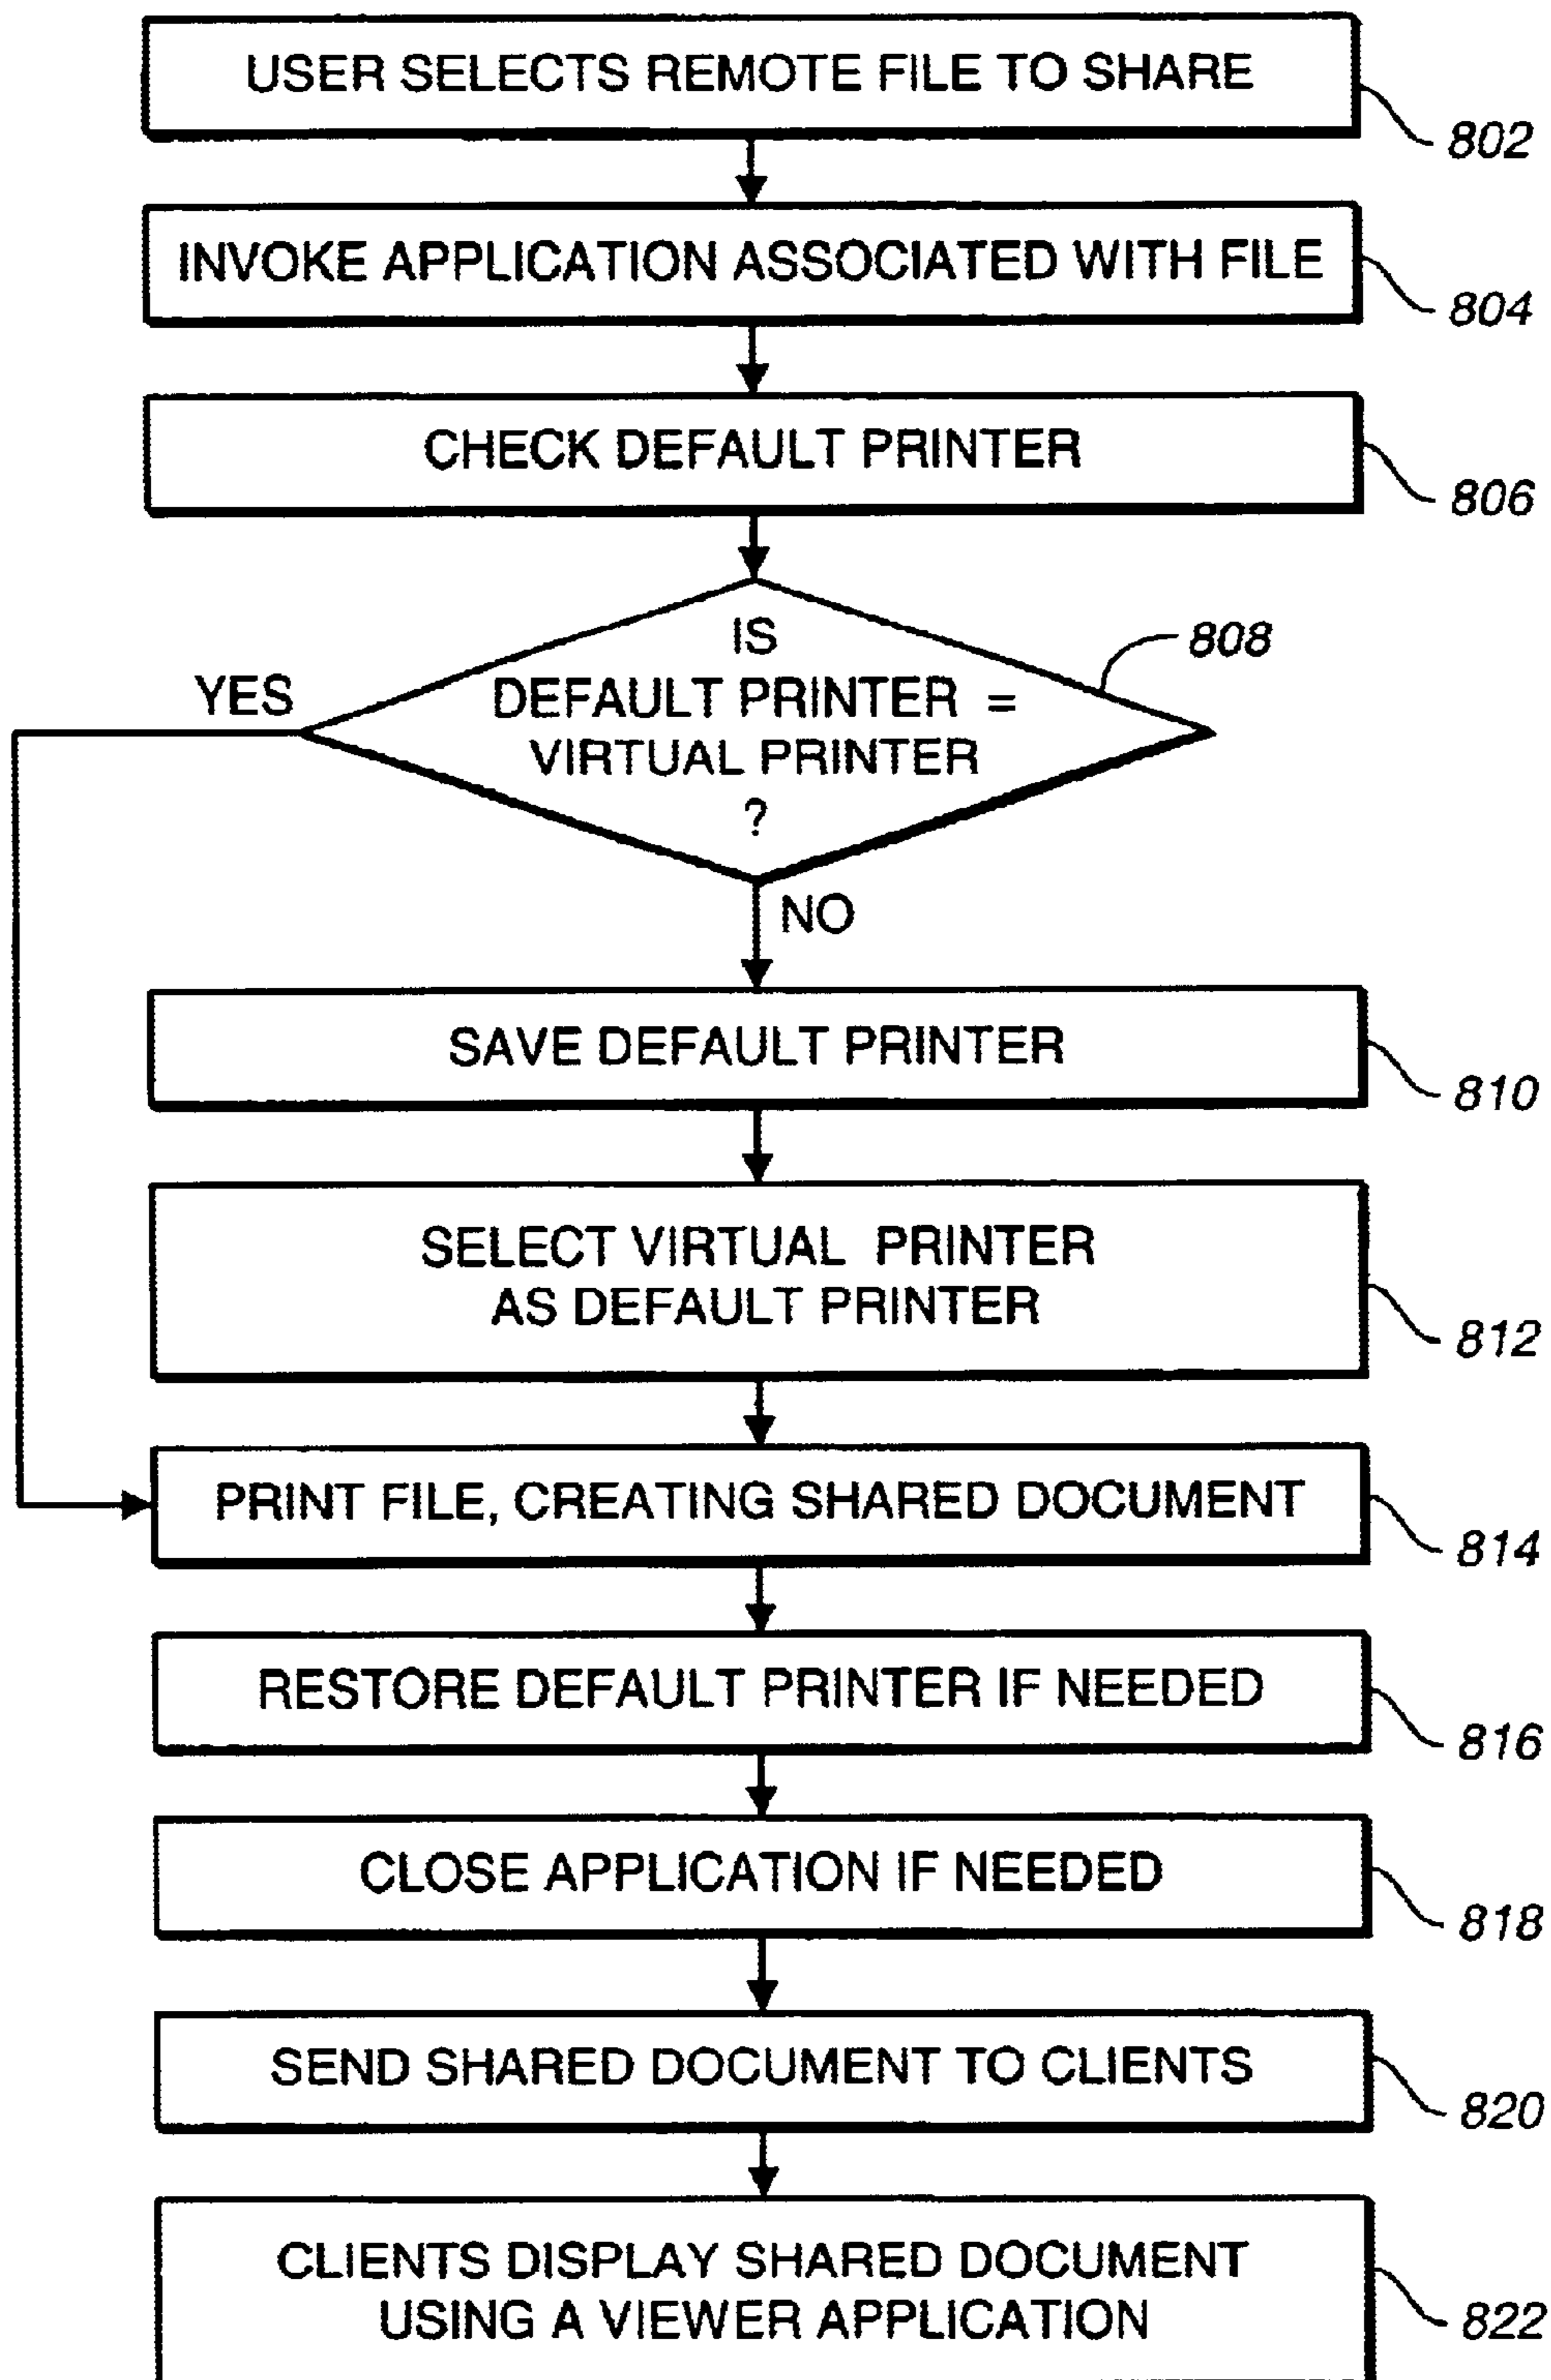 USER SELECTS REMOTE FILE TO SHARE
802
INVOKE APPLICATION ASSOCIATED WITH FILE
804
CHECK DEFAULT PRINTER
806
IS
DEFAULT PRINTER =
VIRTUAL PRINTER
?
808
YES
NO
SAVE DEFAULT PRINTER
810
SELECT VIRTUAL PRINTER
AS DEFAULT PRINTER
812
PRINT FILE, CREATING SHARED DOCUMENT
814
RESTORE DEFAULT PRINTER IF NEEDED
816
CLOSE APPLICATION IF NEEDED
818
SEND SHARED DOCUMENT TO CLIENTS
820
CLIENTS DISPLAY SHARED DOCUMENT
USING A VIEWER APPLICATION
822